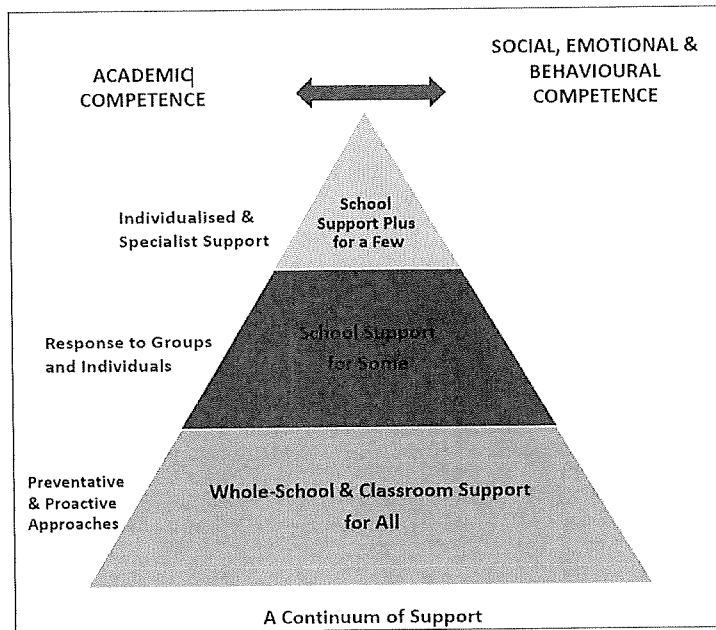 ACADEMIC
COMPETENCE
SOCIAL, EMOTIONAL &
BEHAVIOURAL
COMPETENCE
Individualised &
Specialist Support
School
Support Plus
for a Few
Response to Groups
and Individuals
School Support
for Some
Preventative
& Proactive
Approaches
Whole-School & Classroom Support
for All
A Continuum of Support